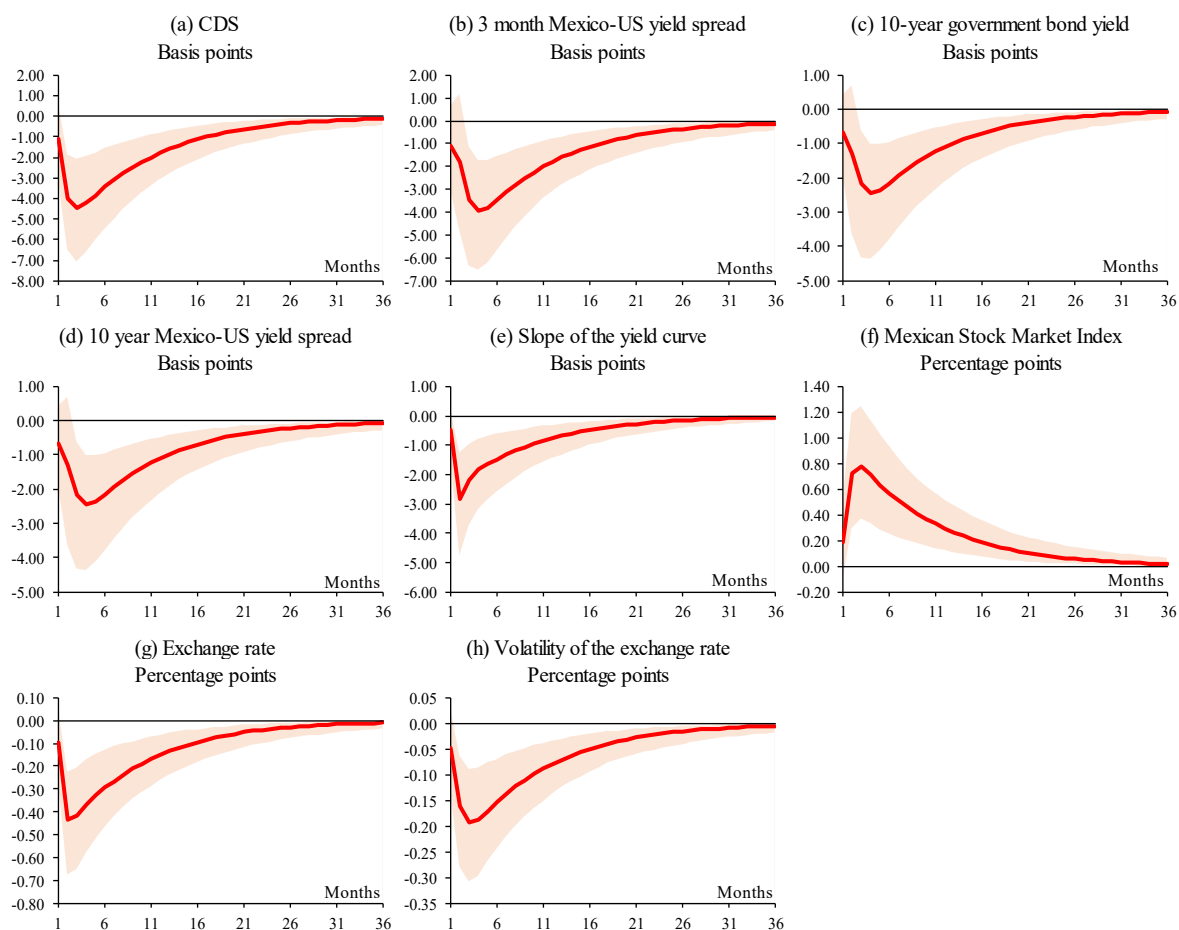 (a) CDS
Basis points
2.00
1.00
0.00
-1.00
-2.00
-3.00
-4.00
-5.00
-6.00
-7.00
-8.00
Months
1 6 11 16 21 26 31 36
(b) 3 month Mexico-US yield spread
Basis points
2.00
1.00
0.00
-1.00
-2.00
-3.00
-4.00
-5.00
-6.00
-7.00
Months
1 6 11 16 21 26 31 36
(c) 10-year government bond yield
Basis points
1.00
0.00
-1.00
-2.00
-3.00
-4.00
-5.00
Months
1 6 11 16 21 26 31 36
(d) 10 year Mexico-US yield spread
Basis points
1.00
0.00
-1.00
-2.00
-3.00
-4.00
-5.00
Months
1 6 11 16 21 26 31 36
(e) Slope of the yield curve
Basis points
1.00
0.00
-1.00
-2.00
-3.00
-4.00
-5.00
-6.00
Months
1 6 11 16 21 26 31 36
(f) Mexican Stock Market Index
Percentage points
1.40
1.20
1.00
0.80
0.60
0.40
0.20
0.00
-0.20
Months
1 6 11 16 21 26 31 36
(g) Exchange rate
Percentage points
0.10
0.00
-0.10
-0.20
-0.30
-0.40
-0.50
-0.60
-0.70
-0.80
Months
1 6 11 16 21 26 31 36
(h) Volatility of the exchange rate
Percentage points
0.05
0.00
-0.05
-0.10
-0.15
-0.20
-0.25
-0.30
-0.35
Months
1 6 11 16 21 26 31 36